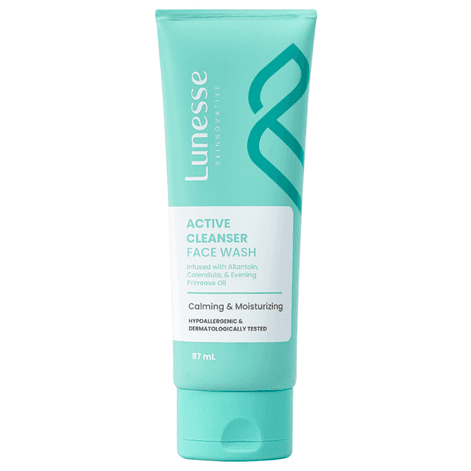 Lunesse
SKINNOVATIVE
ACTIVE
CLEANSER
FACE WASH
Infused with Allantoin,
Calendula, & Evening
Primrose Oil
Calming & Moisturizing
HYPOALLERGENIC &
DERMATOLOGICALLY TESTED
97 mL